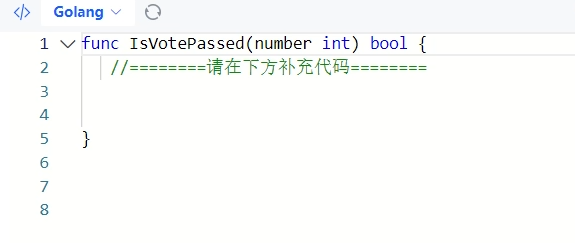 </> Golang
1 func IsVotePassed(number int) bool {
2 //========请在下方补充代码========
3
4
5 }
6
7
8